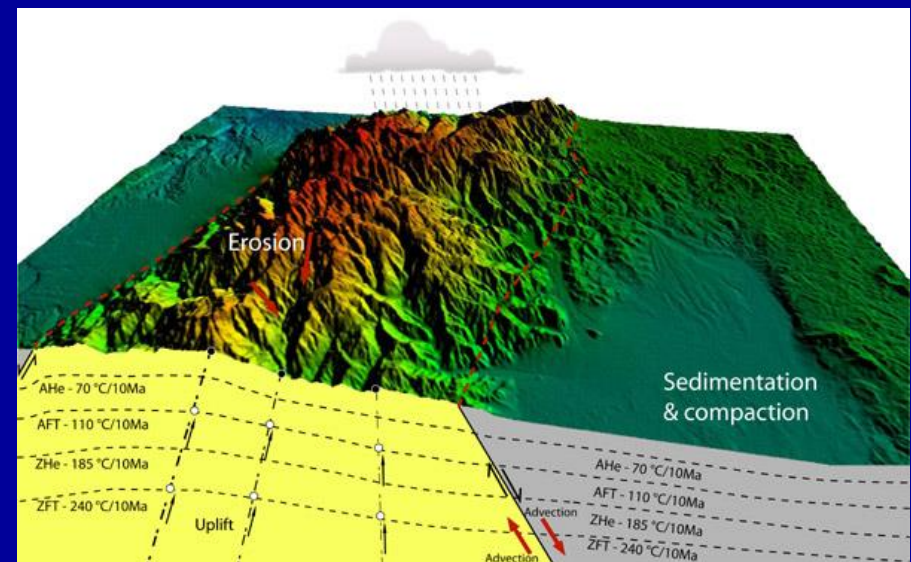 Erosion
AHe - 70 °C/10Ma
AFT - 110 °C/10Ma
ZHe - 185 °C/10Ma
ZFT - 240 °C/10Ma
Uplift
Advection
Sedimentation
& compaction
AHe - 70 °C/10Ma
AFT - 110 °C/10Ma
Advection
ZHe - 185 °C/10Ma
ZFT - 240 °C/10Ma